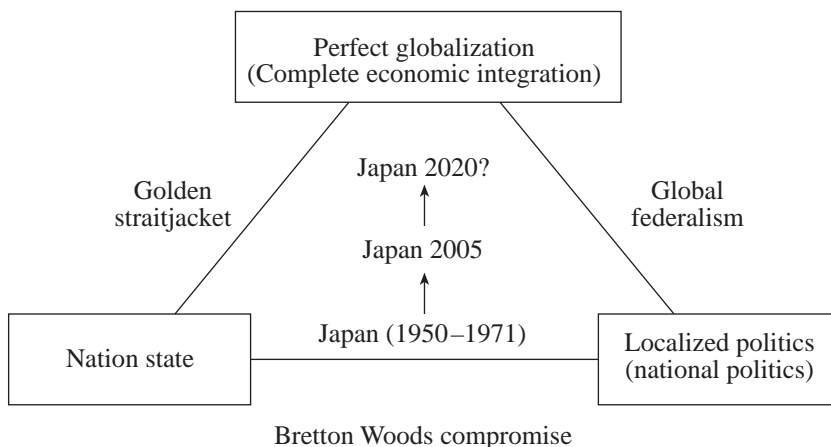 Perfect globalization
(Complete economic integration)
Japan 2020?
Golden
straitjacket
Global
federalism
Japan 2005
Japan (1950–1971)
Nation state
Localized politics
(national politics)
Bretton Woods compromise